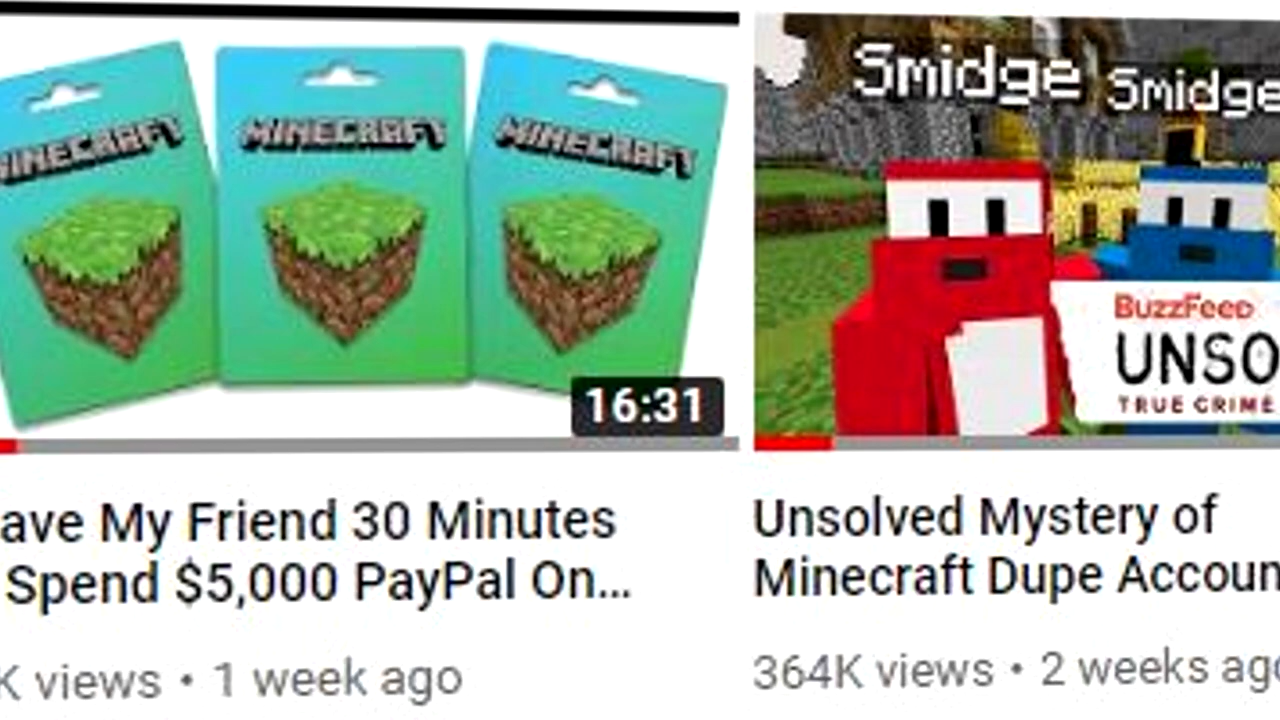 MINECRAFT MINECRAFT MINECRAFT
16:31
Smidge Smidge
BuzzFeed
UNSO
TRUE CRIME
ave My Friend 30 Minutes
Spend $5,000 PayPal On...
K views • 1 week ago
Unsolved Mystery of
Minecraft Dupe Accoun
364K views • 2 weeks ago